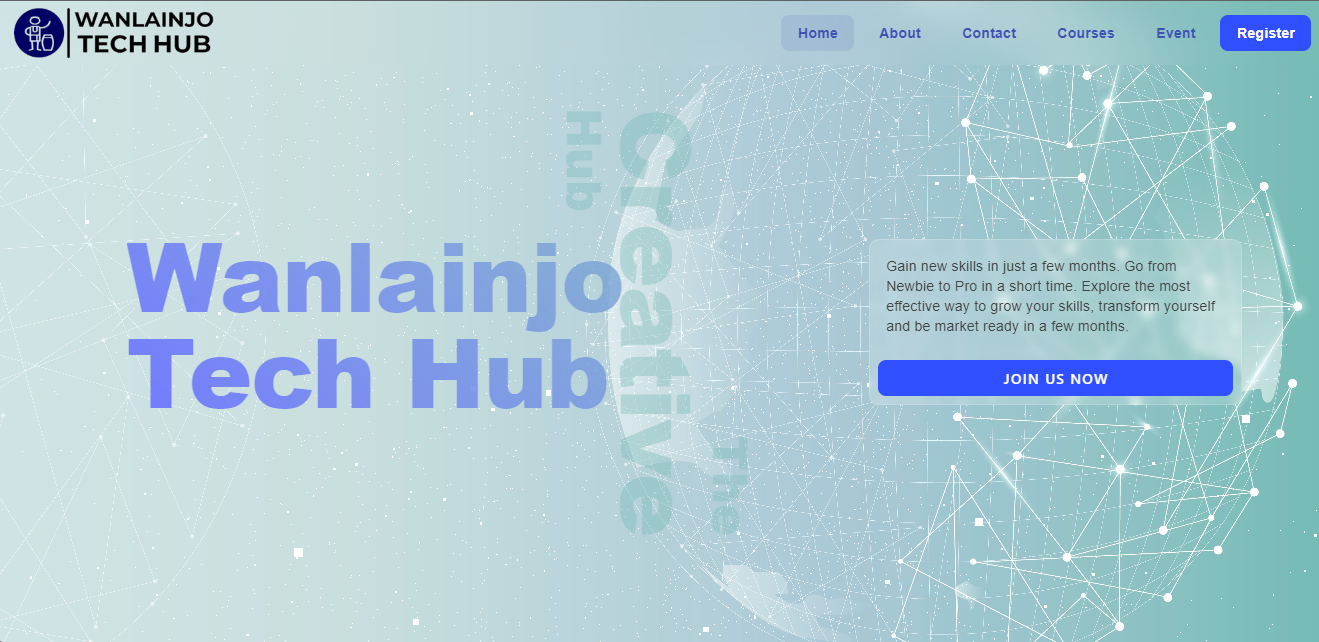 WANLAINJO
TECH HUB
Home
About
Contact
Courses
Event
Register
Wanlainjo
Tech Hub
The
Creative
Hub
Gain new skills in just a few months. Go from
Newbie to Pro in a short time. Explore the most
effective way to grow your skills, transform yourself
and be market ready in a few months.
JOIN US NOW